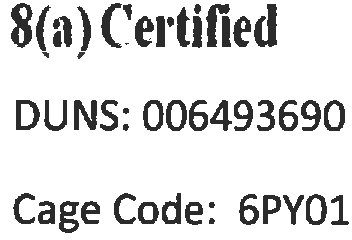 8(a) Certified
DUNS: 006493690
Cage Code: 6PY01